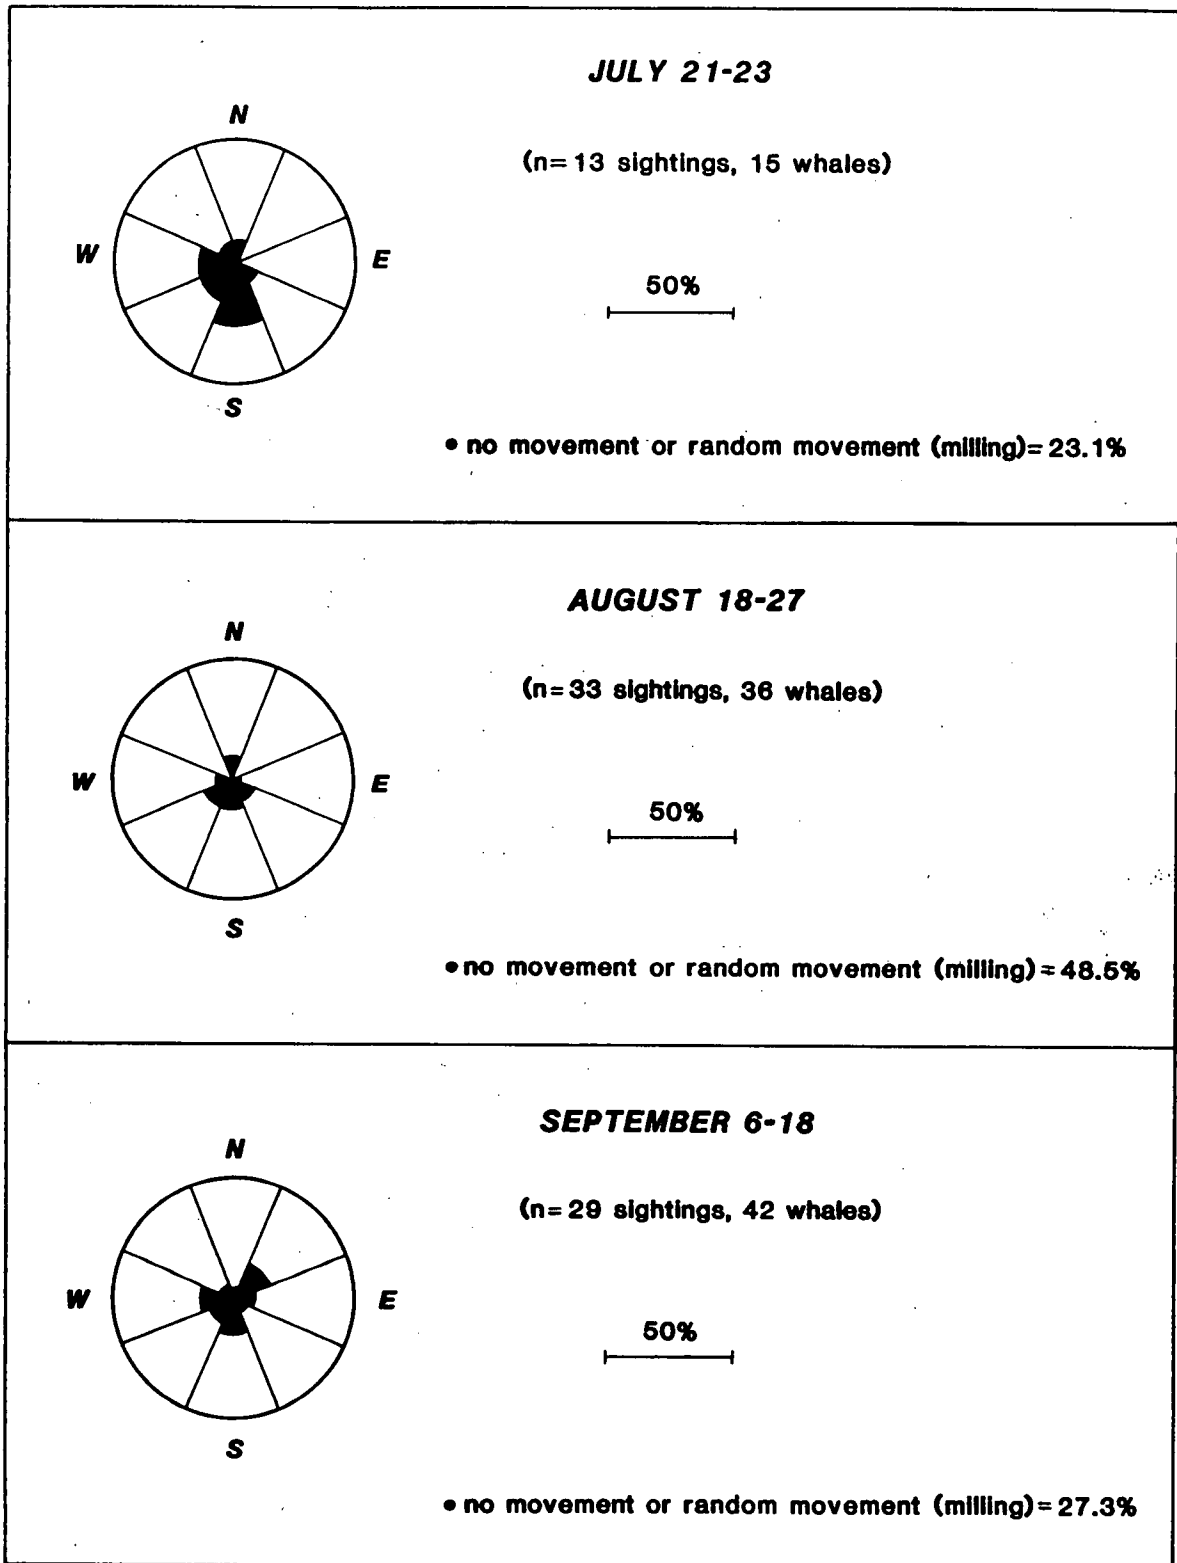 JULY 21-23
N
(n=13 sightings, 15 whales)
W
E
50%
S
• no movement or random movement (milling)=23.1%
AUGUST 18-27
N
(n=33 sightings, 36 whales)
W
E
50%
S
• no movement or random movement (milling)=48.5%
SEPTEMBER 6-18
N
(n=29 sightings, 42 whales)
W
E
50%
S
• no movement or random movement (milling)=27.3%